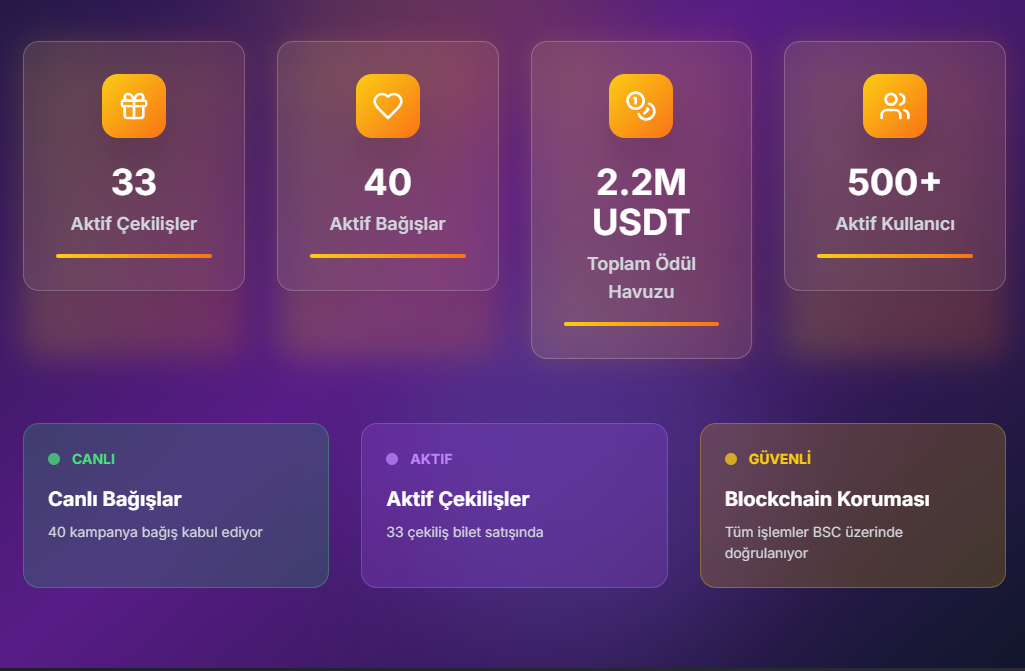 33
Aktif Çekilişler
40
Aktif Bağışlar
2.2M
USDT
Toplam Ödül
Havuzu
500+
Aktif Kullanıcı
CANLI
Canlı Bağışlar
40 kampanya bağış kabul ediyor
AKTIF
Aktif Çekilişler
33 çekiliş bilet satışında
GÜVENLİ
Blockchain Koruması
Tüm işlemler BSC üzerinde
doğrulanıyor